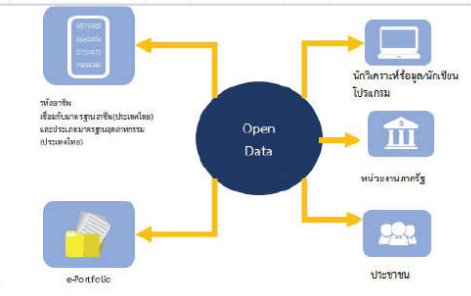 รหัสอาชีพ
เชื่อมกับมาตรฐานอาชีพ(ประเทศไทย)
และประเภทมาตรฐานอุตสาหกรรม
(ประเทศไทย)
e-Portfolio
Open
Data
นักวิเคราะห์ข้อมูล/นักเขียน
โปรแกรม
หน่วยงานภาครัฐ
ประชาชน